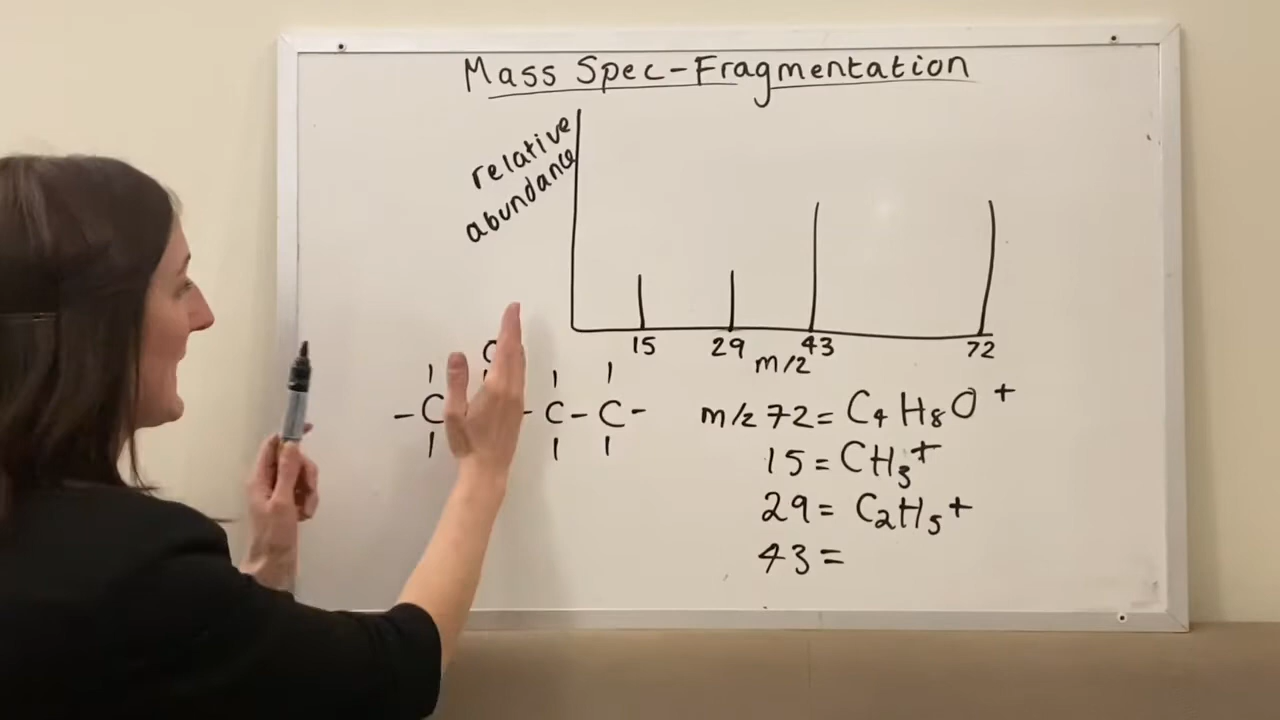 Mass Spec-Fragmentation
relative
abundance
15 29 43 72
m/z
- C - C - C -
m/z 72 = C4H8O+
15 = CH3+
29 = C2H5+
43 =